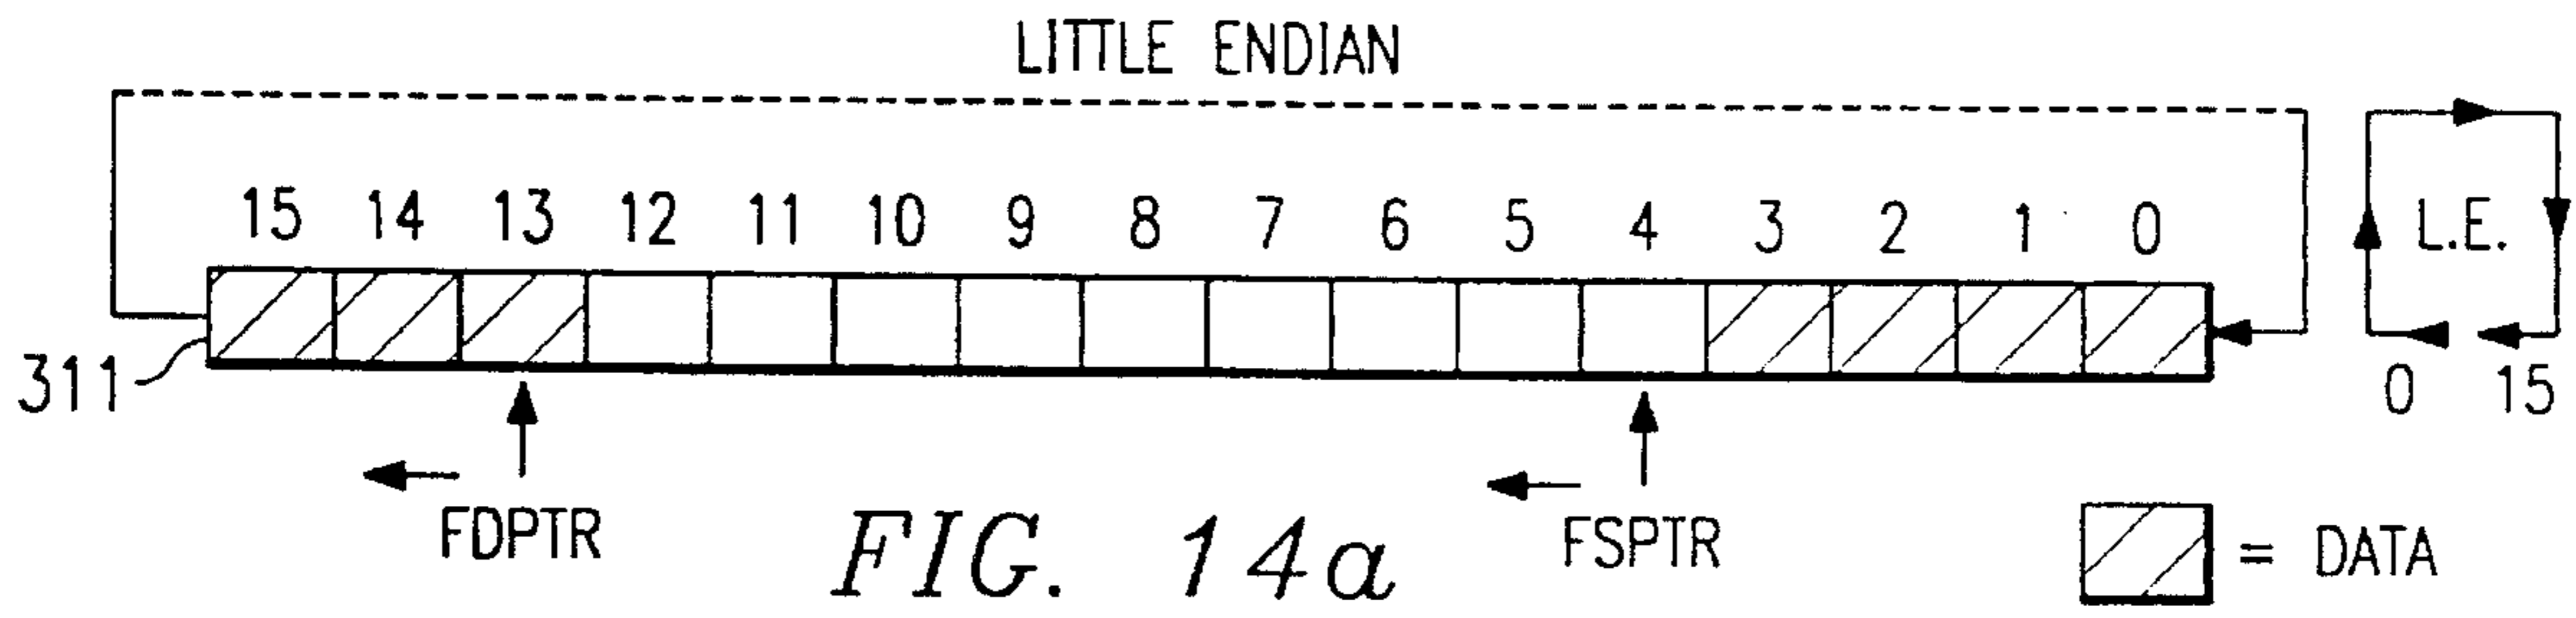 LITTLE ENDIAN
15 14 13 12 11 10 9 8 7 6 5 4 3 2 1 0
L.E.
311
0 15
FDPTR
FSPTR
= DATA
FIG. 14a